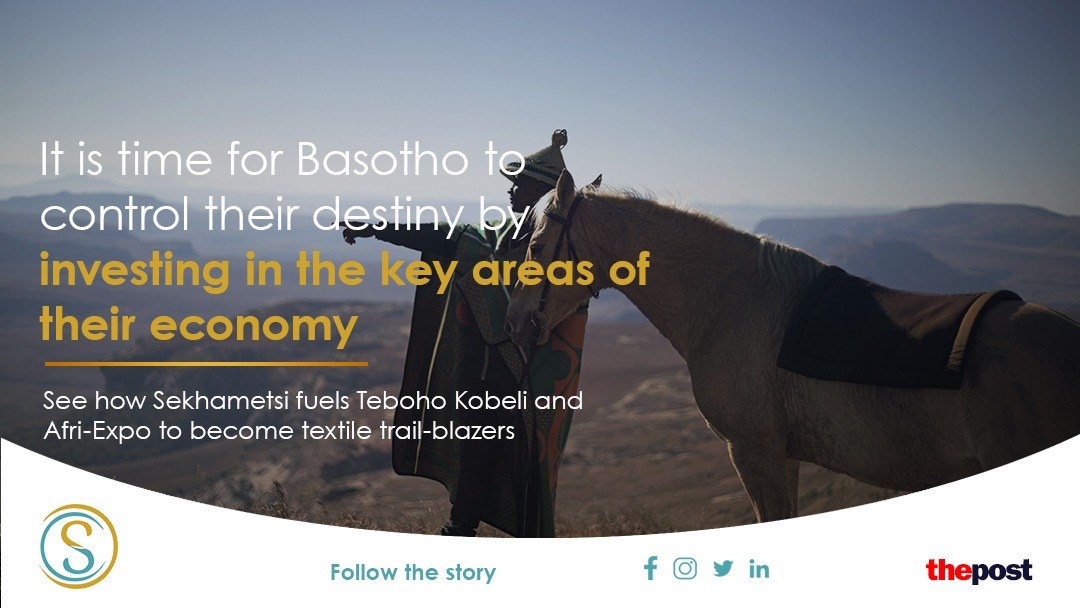 It is time for Basotho to
control their destiny by
investing in the key areas of
their economy
See how Sekhametsi fuels Teboho Kobeli and
Afri-Expo to become textile trail-blazers
S
Follow the story
thepost